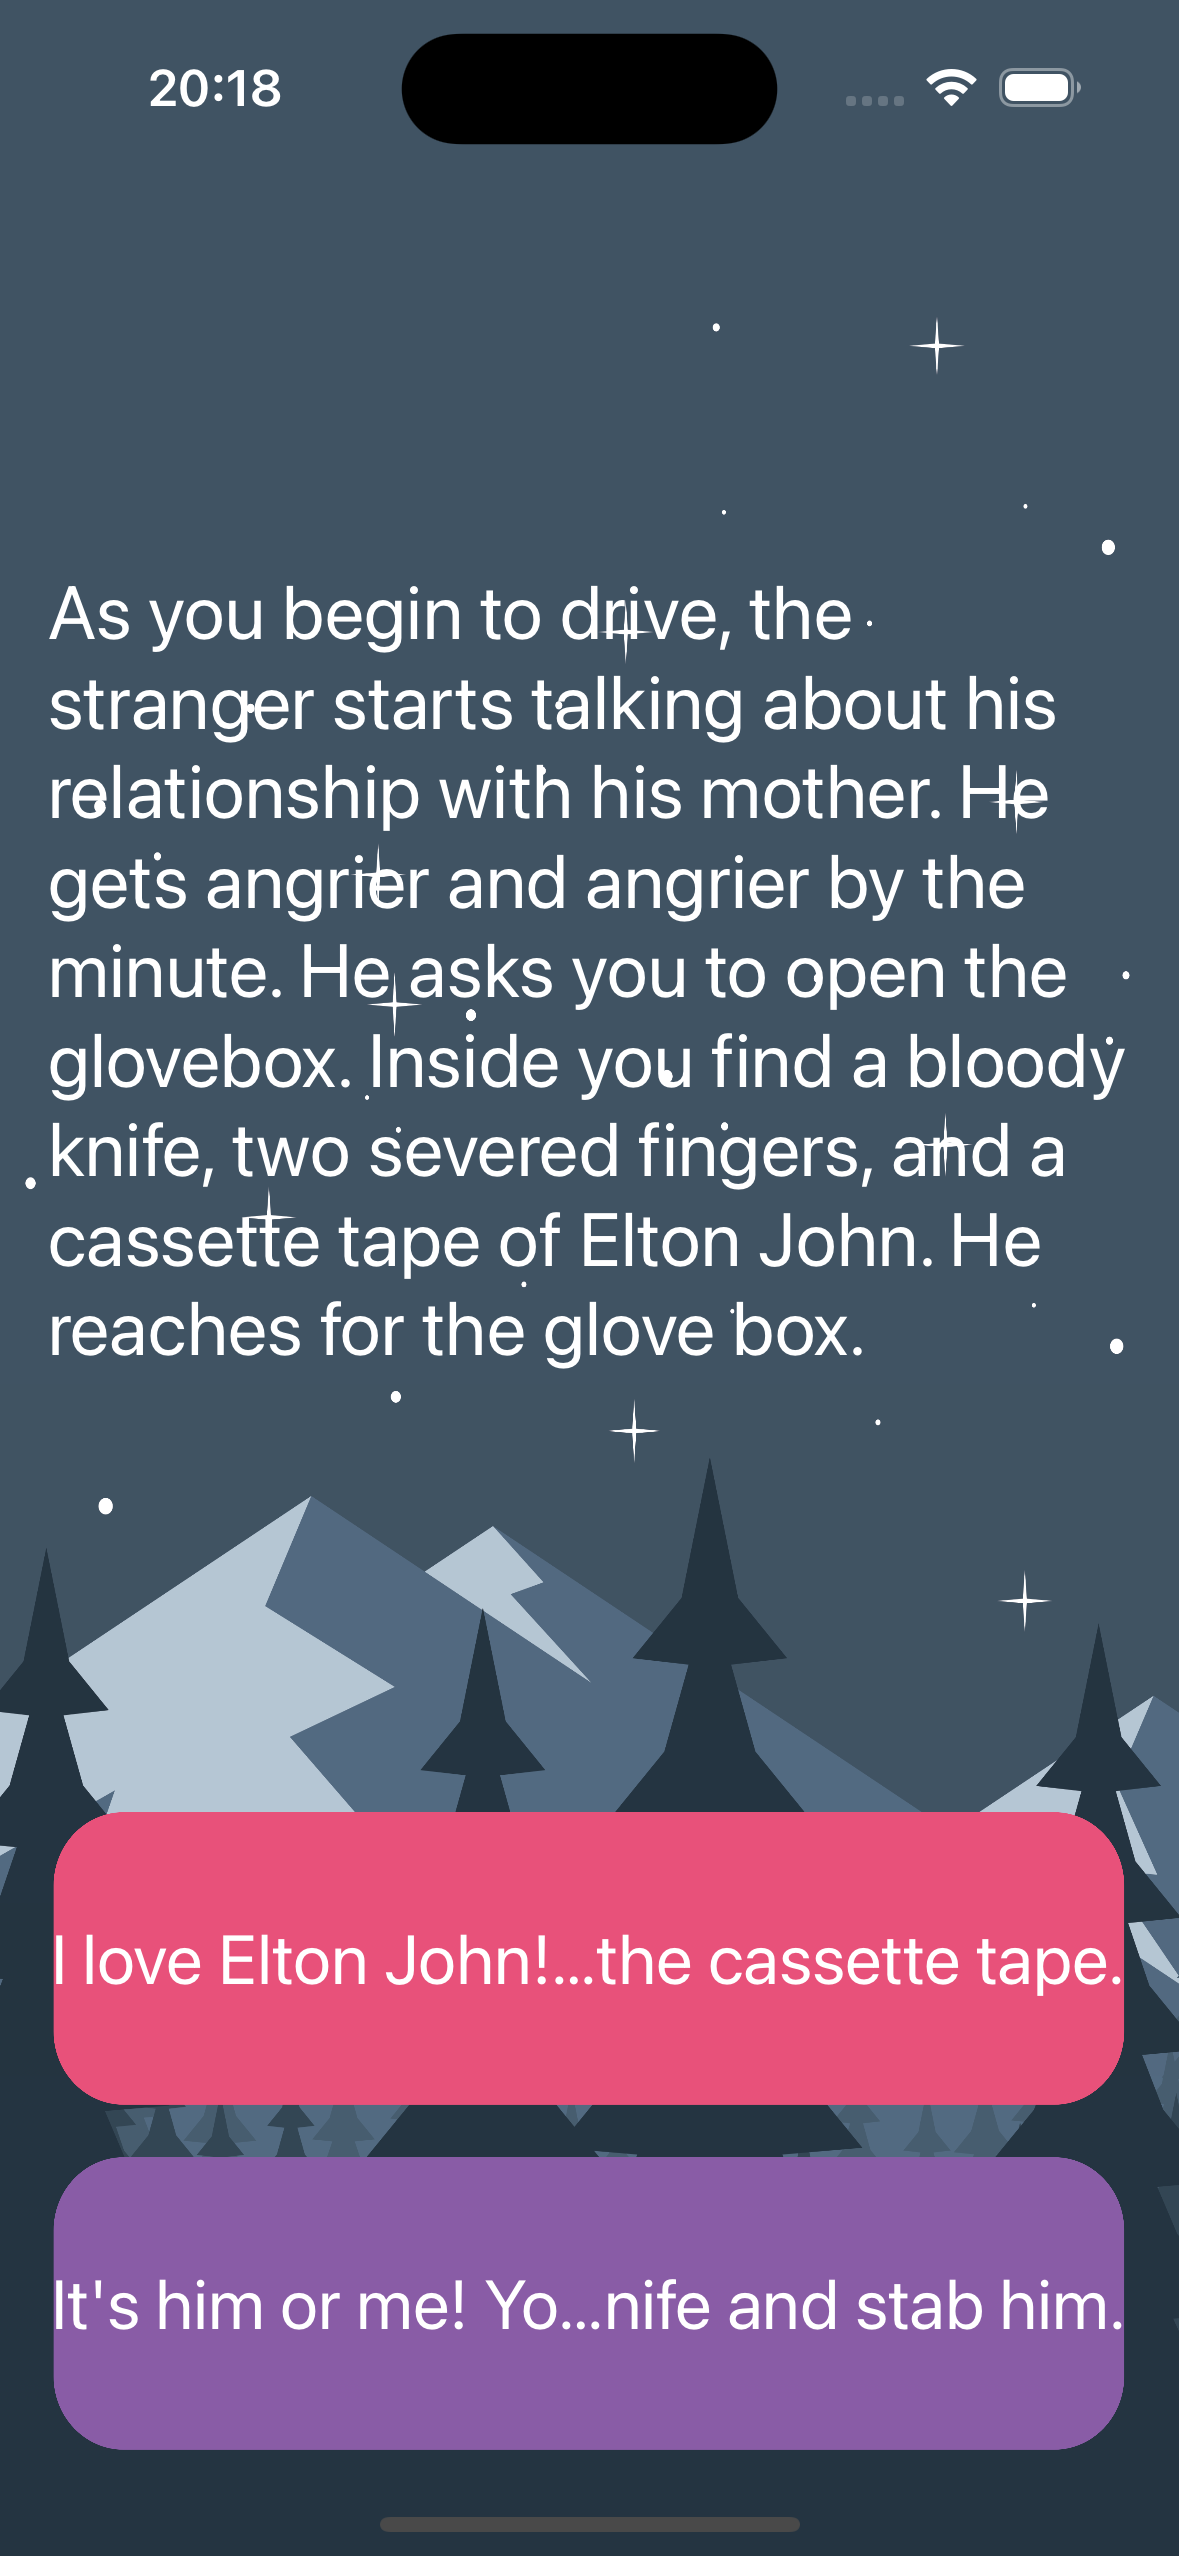 20:18
As you begin to drive, the
stranger starts talking about his
relationship with his mother. He
gets angrier and angrier by the
minute. He asks you to open the
glovebox. Inside you find a bloody
knife, two severed fingers, and a
cassette tape of Elton John. He
reaches for the glove box.
I love Elton John!...the cassette tape.
It's him or me! Yo...nife and stab him.